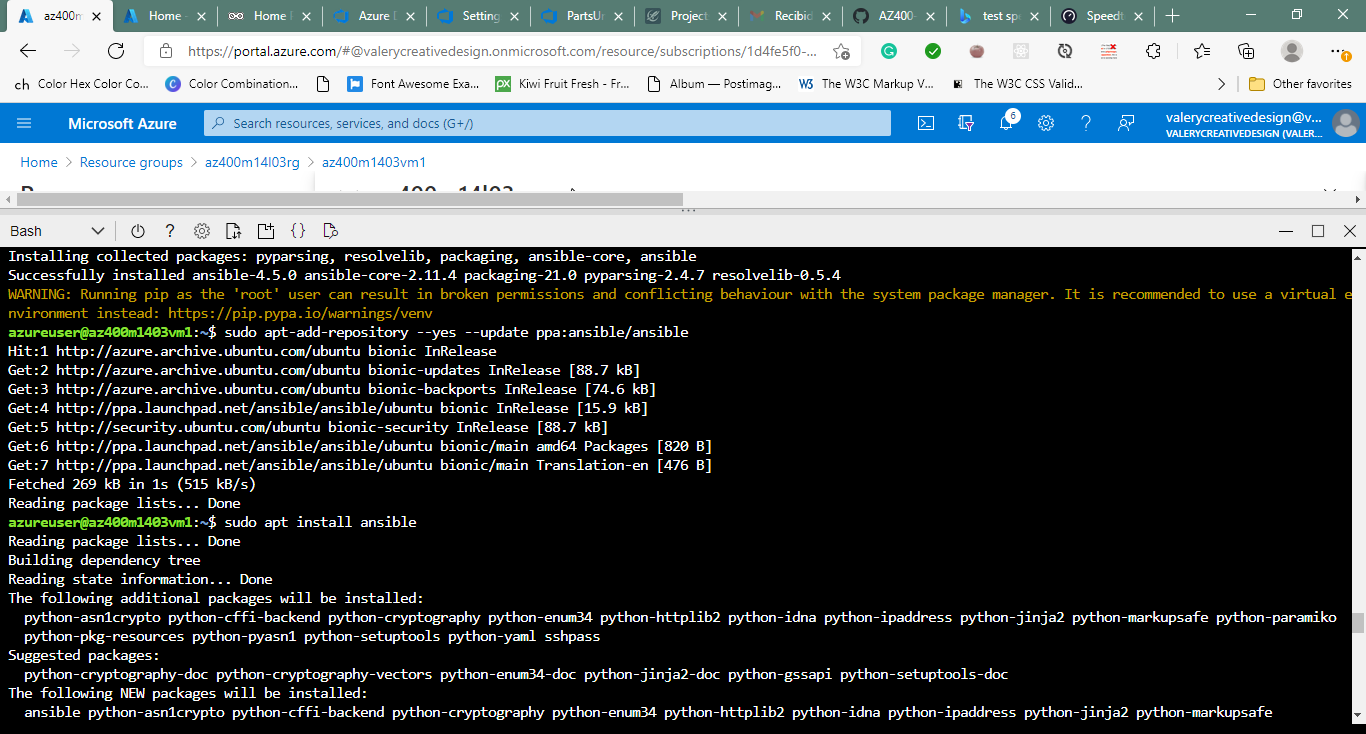 az400m
Home -
Home
Azure D
Setting
PartsUn
Project
Recibid
AZ400-
test sp
Speedt
https://portal.azure.com/#@valerycreativedesign.onmicrosoft.com/resource/subscriptions/1d4fe5f0-...
ch Color Hex Color Co...
Color Combination...
Font Awesome Exa...
Kiwi Fruit Fresh - Fr...
Album — Postimag...
The W3C Markup V...
The W3C CSS Valid...
Other favorites
Microsoft Azure
Search resources, services, and docs (G+/)
6
valerycreativedesign@v...
VALERYCREATIVEDESIGN (VALER...
Home > Resource groups > az400m14l03rg > az400m1403vm1
Bash
Installing collected packages: pyparsing, resolvelib, packaging, ansible-core, ansible
Successfully installed ansible-4.5.0 ansible-core-2.11.4 packaging-21.0 pyparsing-2.4.7 resolvelib-0.5.4
WARNING: Running pip as the 'root' user can result in broken permissions and conflicting behaviour with the system package manager. It is recommended to use a virtual e
nvironment instead: https://pip.pypa.io/warnings/venv
azureuser@az400m1403vm1:~$ sudo apt-add-repository --yes --update ppa:ansible/ansible
Hit:1 http://azure.archive.ubuntu.com/ubuntu bionic InRelease
Get:2 http://azure.archive.ubuntu.com/ubuntu bionic-updates InRelease [88.7 kB]
Get:3 http://azure.archive.ubuntu.com/ubuntu bionic-backports InRelease [74.6 kB]
Get:4 http://ppa.launchpad.net/ansible/ansible/ubuntu bionic InRelease [15.9 kB]
Get:5 http://security.ubuntu.com/ubuntu bionic-security InRelease [88.7 kB]
Get:6 http://ppa.launchpad.net/ansible/ansible/ubuntu bionic/main amd64 Packages [820 B]
Get:7 http://ppa.launchpad.net/ansible/ansible/ubuntu bionic/main Translation-en [476 B]
Fetched 269 kB in 1s (515 kB/s)
Reading package lists... Done
azureuser@az400m1403vm1:~$ sudo apt install ansible
Reading package lists... Done
Building dependency tree
Reading state information... Done
The following additional packages will be installed:
python-asn1crypto python-cffi-backend python-cryptography python-enum34 python-httplib2 python-idna python-ipaddress python-jinja2 python-markupsafe python-paramiko
python-pkg-resources python-pyasn1 python-setuptools python-yaml sshpass
Suggested packages:
python-cryptography-doc python-cryptography-vectors python-enum34-doc python-jinja2-doc python-gssapi python-setuptools-doc
The following NEW packages will be installed:
ansible python-asn1crypto python-cffi-backend python-cryptography python-enum34 python-httplib2 python-idna python-ipaddress python-jinja2 python-markupsafe